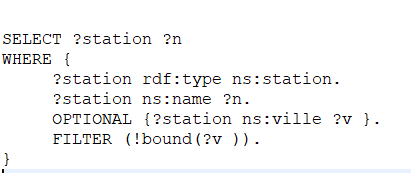 SELECT ?station ?n
WHERE {
?station rdf:type ns:station.
?station ns:name ?n.
OPTIONAL {?station ns:ville ?v }.
FILTER (!bound(?v )).
}